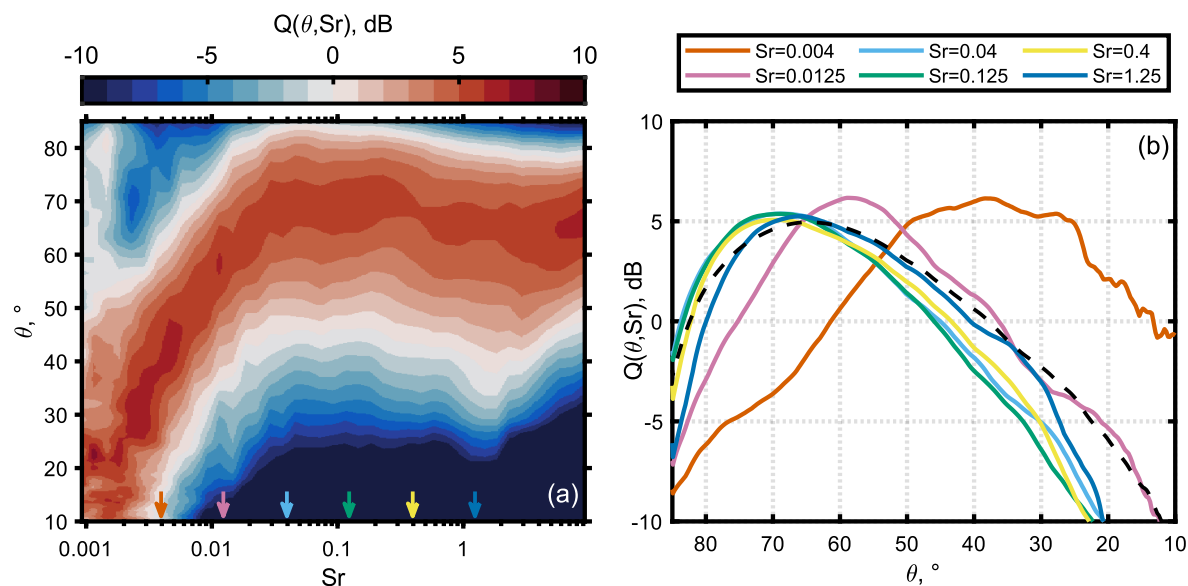 Q(θ,Sr), dB
-10 -5 0 5 10
80
70
60
50
40
30
20
10
θ, °
(a)
0.001 0.01 0.1 1
Sr
Sr=0.004 Sr=0.04 Sr=0.4
Sr=0.0125 Sr=0.125 Sr=1.25
10
5
0
-5
-10
Q(θ,Sr), dB
(b)
80 70 60 50 40 30 20 10
θ, °